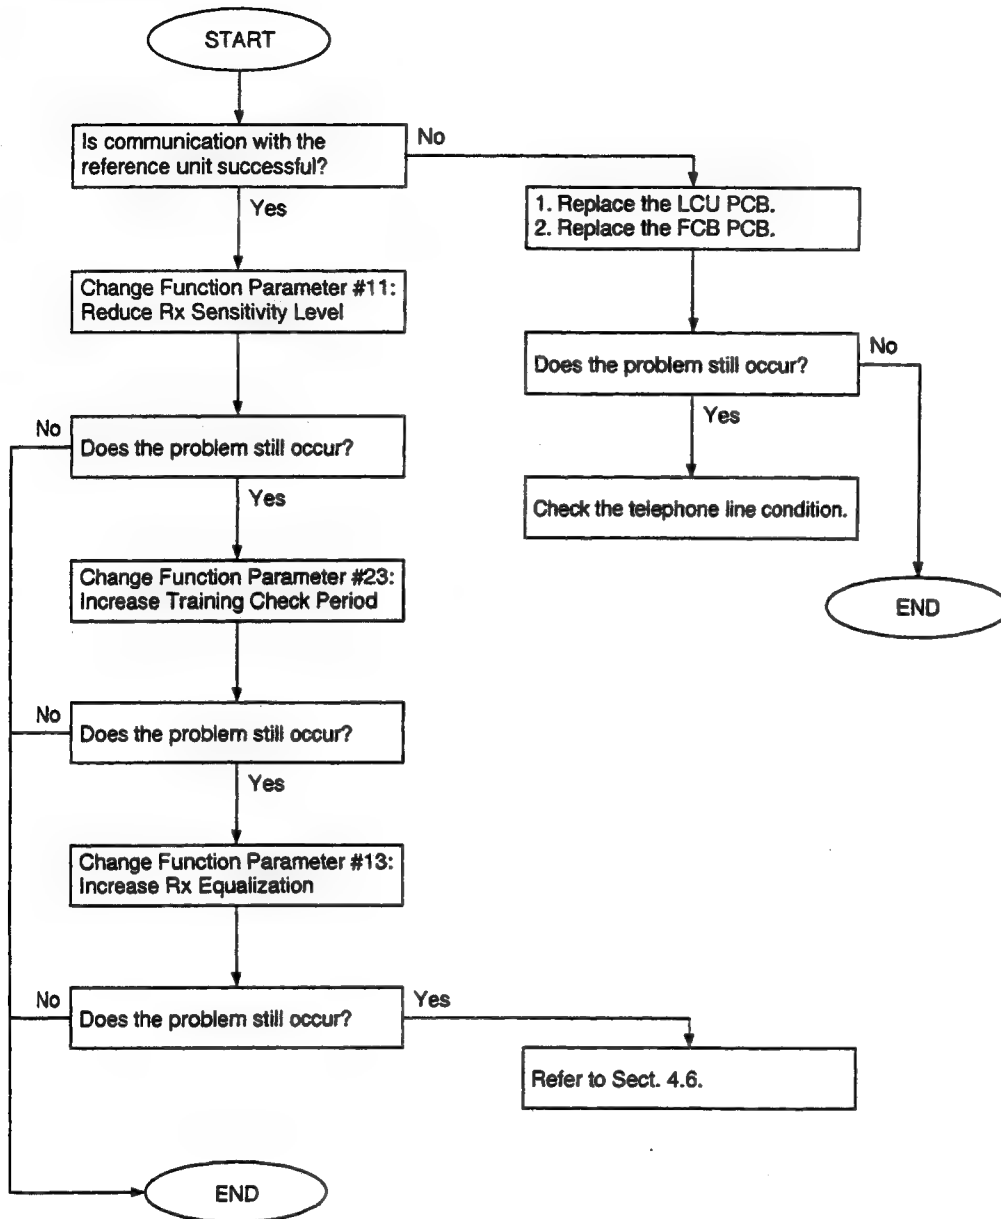 START
Is communication with the
reference unit successful?
No
Yes
1. Replace the LCU PCB.
2. Replace the FCB PCB.
Change Function Parameter #11:
Reduce Rx Sensitivity Level
Does the problem still occur?
No
Yes
No
Does the problem still occur?
Yes
Check the telephone line condition.
Change Function Parameter #23:
Increase Training Check Period
END
No
Does the problem still occur?
Yes
Change Function Parameter #13:
Increase Rx Equalization
No
Does the problem still occur?
Yes
Refer to Sect. 4.6.
END